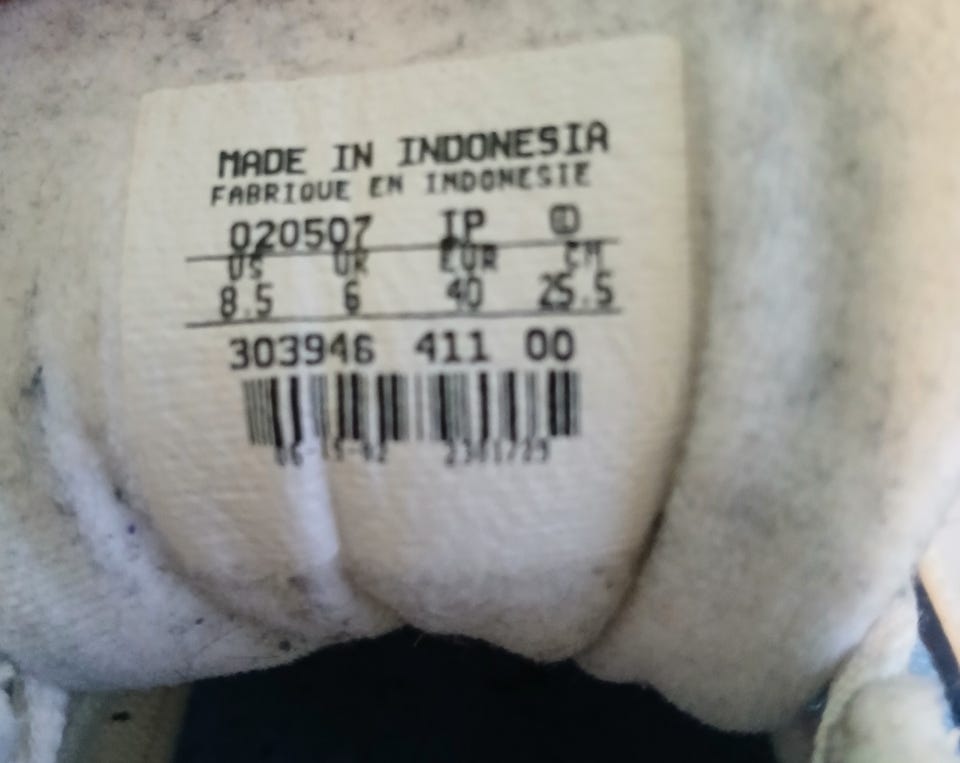 MADE IN INDONESIA
FABRIQUE EN INDONESIE
020507 IP
US UK EUR CM
8.5 6 40 25.5
303946 411 00